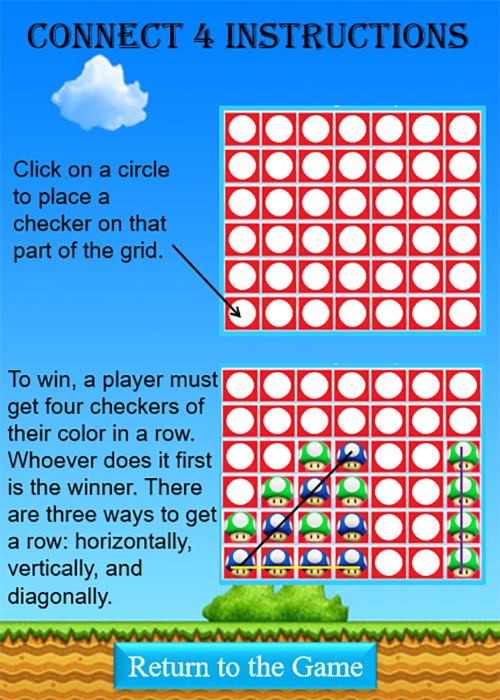 CONNECT 4 INSTRUCTIONS
Click on a circle
to place a
checker on that
part of the grid.
To win, a player must
get four checkers of
their color in a row.
Whoever does it first
is the winner. There
are three ways to get
a row: horizontally,
vertically, and
diagonally.
Return to the Game